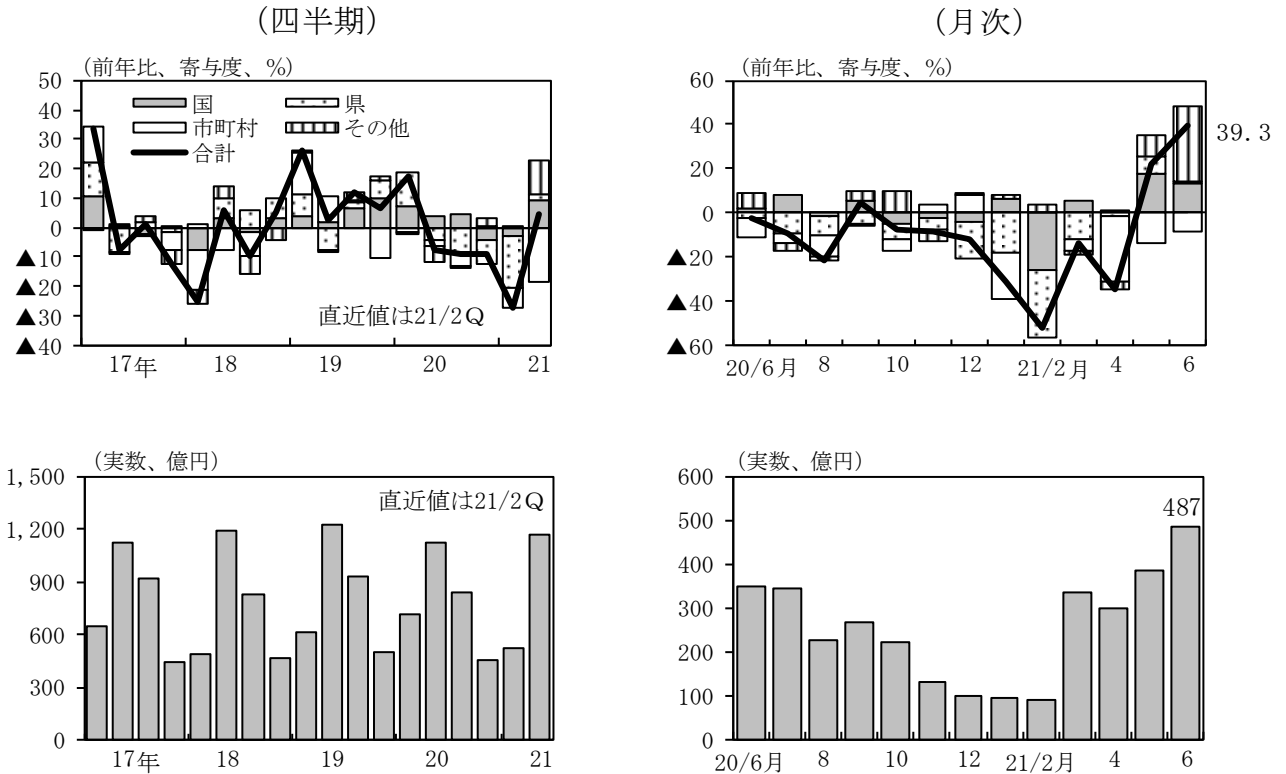 （四半期）
（月次）
（前年比、寄与度、％）
50
40
30
20
10
0
▲10
▲20
▲30
▲40
国
県
市町村
その他
合計
直近値は21/2Q
17年
18
19
20
21
（前年比、寄与度、％）
60
40
20
0
▲20
▲40
▲60
39.3
20/6月
8
10
12
21/2月
4
6
（実数、億円）
1,500
1,200
900
600
300
0
直近値は21/2Q
17年
18
19
20
21
（実数、億円）
600
500
400
300
200
100
0
487
20/6月
8
10
12
21/2月
4
6